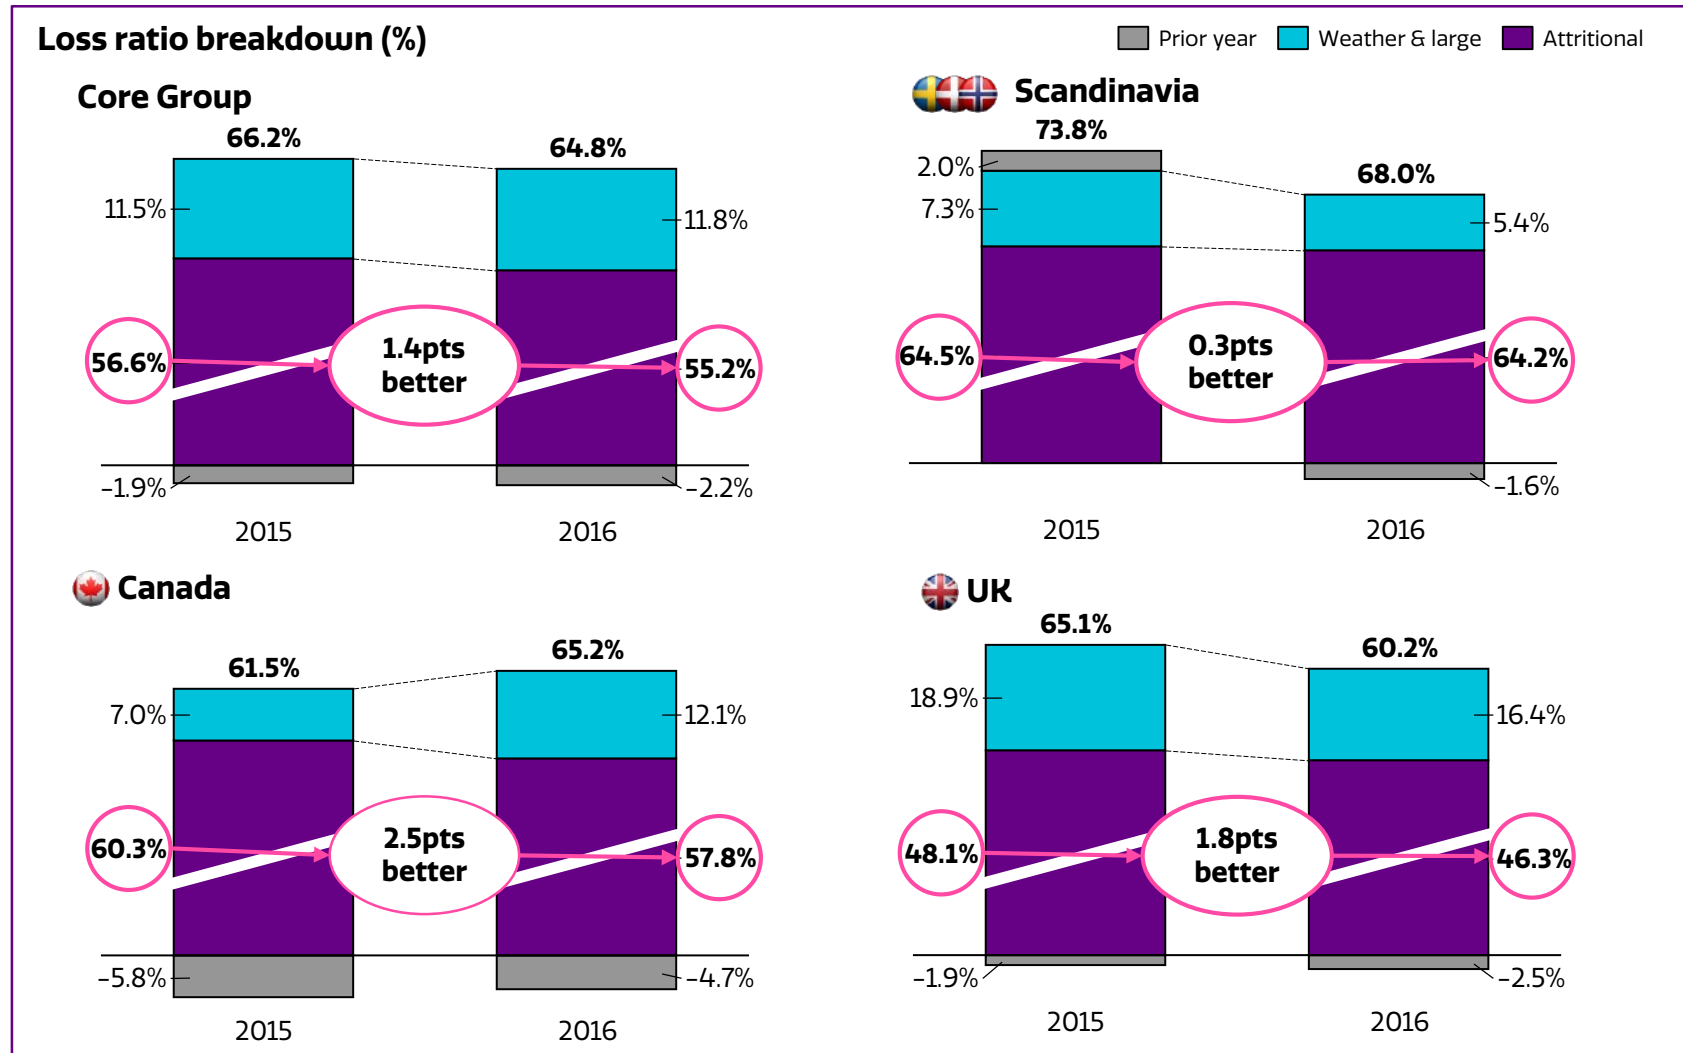 Loss ratio breakdown (%)
Prior year
Weather & large
Attritional
Core Group
66.2%
64.8%
11.5%
11.8%
56.6%
1.4pts
better
55.2%
-1.9%
-2.2%
2015
2016
Scandinavia
73.8%
68.0%
2.0%
7.3%
5.4%
64.5%
0.3pts
better
64.2%
-1.6%
2015
2016
Canada
61.5%
65.2%
7.0%
12.1%
60.3%
2.5pts
better
57.8%
-5.8%
-4.7%
2015
2016
UK
65.1%
60.2%
18.9%
16.4%
48.1%
1.8pts
better
46.3%
-1.9%
-2.5%
2015
2016